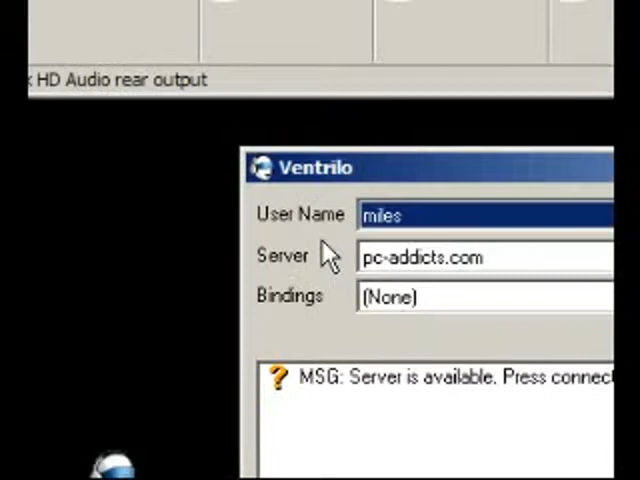 HD Audio rear output
Ventrilo
User Name miles
Server pc-addicts.com
Bindings (None)
MSG: Server is available. Press connect